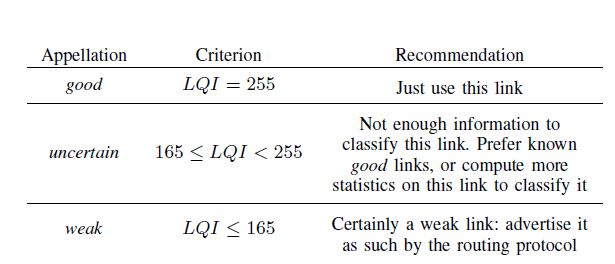 Appellation Criterion Recommendation
good LQI = 255 Just use this link
Not enough information to
classify this link. Prefer known
uncertain 165 ≤ LQI < 255
good links, or compute more
statistics on this link to classify it
weak LQI ≤ 165 Certainly a weak link: advertise it
as such by the routing protocol